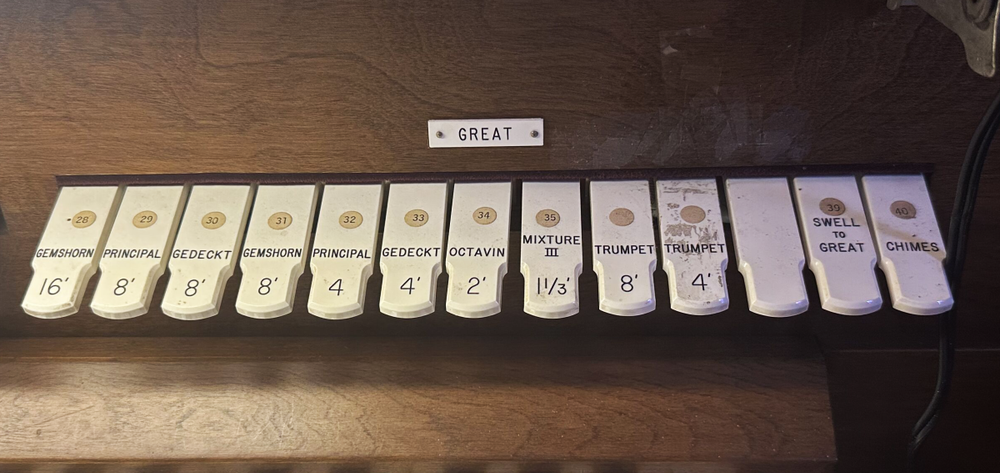 GREAT
28
GEMSHORN
16'
29
PRINCIPAL
8'
30
GEDECKT
8'
31
GEMSHORN
8'
32
PRINCIPAL
4'
33
GEDECKT
4'
34
OCTAVIN
2'
35
MIXTURE
III
1 1/3'
TRUMPET
8'
TRUMPET
4'
39
SWELL
TO
GREAT
40
CHIMES